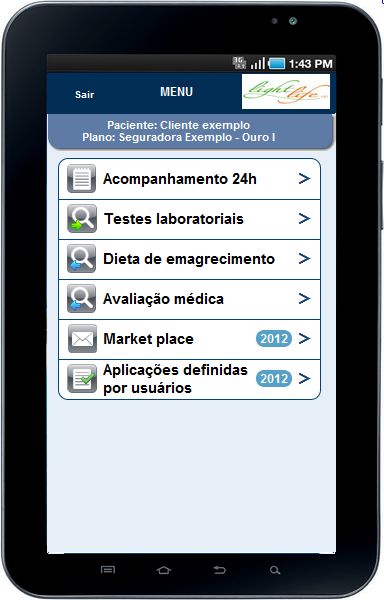 1:43 PM
Sair
MENU
light life
Paciente: Cliente exemplo
Plano: Seguradora Exemplo - Ouro I
Acompanhamento 24h
Testes laboratoriais
Dieta de emagrecimento
Avaliação médica
Market place
2012
Aplicações definidas
por usuários
2012